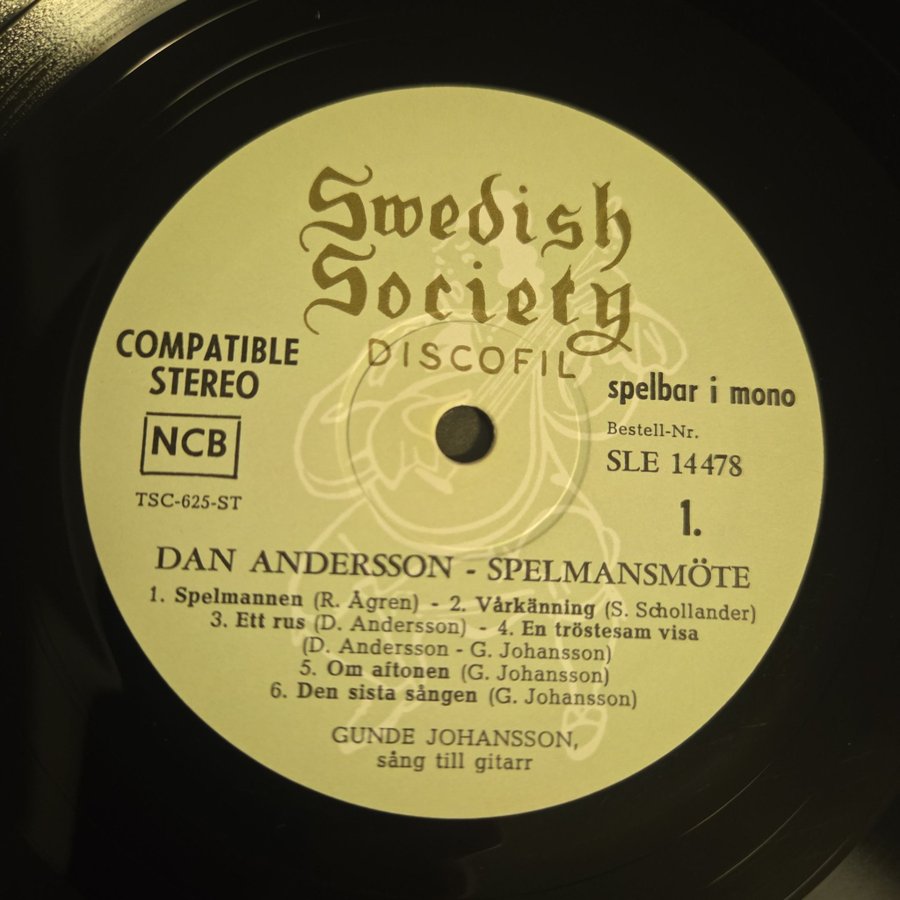 Swedish
Society
DISCOFIL
COMPATIBLE
STEREO
NCB
TSC-625-ST
spelbar i mono
Bestell-Nr.
SLE 14478
1.
DAN ANDERSSON - SPELMANSMÖTE
1. Spelmannen (R. Ågren) - 2. Vårkänning (S. Schollander)
3. Ett rus (D. Andersson) - 4. En tröstesam visa
(D. Andersson - G. Johansson)
5. Om aftonen (G. Johansson)
6. Den sista sången (G. Johansson)
GUNDE JOHANSSON,
sång till gitarr